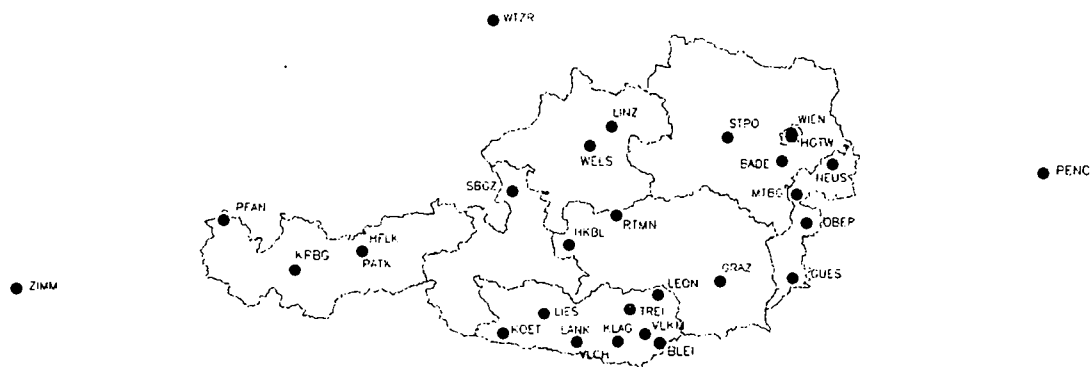 WTZR
LINZ
WIEN
STPO
HGTW
WELS
BADE
NEUS
PENC
SBGZ
MTBG
PFAN
RTMN
OBER
HFLK
HKBL
KRBG
PATK
GRAZ
GUES
ZIMM
LEON
LIES
TREI
KOET
LANK
KLAG
VLKM
VLCH
BLEI